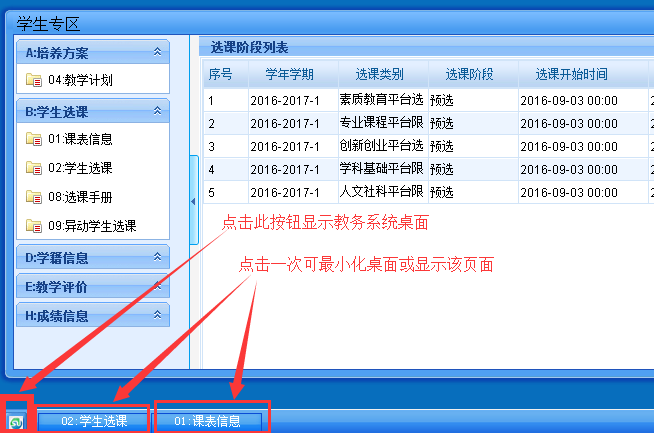 学生专区
A:培养方案
04:教学计划
B:学生选课
01:课表信息
02:学生选课
08:选课手册
09:异动学生选课
D:学籍信息
E:教学评价
H:成绩信息
选课阶段列表
序号 学年学期 选课类别 选课阶段 选课开始时间
1 2016-2017-1 素质教育平台选 预选 2016-09-03 00:00
2 2016-2017-1 专业课程平台限 预选 2016-09-03 00:00
3 2016-2017-1 创新创业平台选 预选 2016-09-03 00:00
4 2016-2017-1 学科基础平台限 预选 2016-09-03 00:00
5 2016-2017-1 人文社科平台限 预选 2016-09-03 00:00
点击此按钮显示教务系统桌面
点击一次可最小化桌面或显示该页面
02:学生选课 01:课表信息